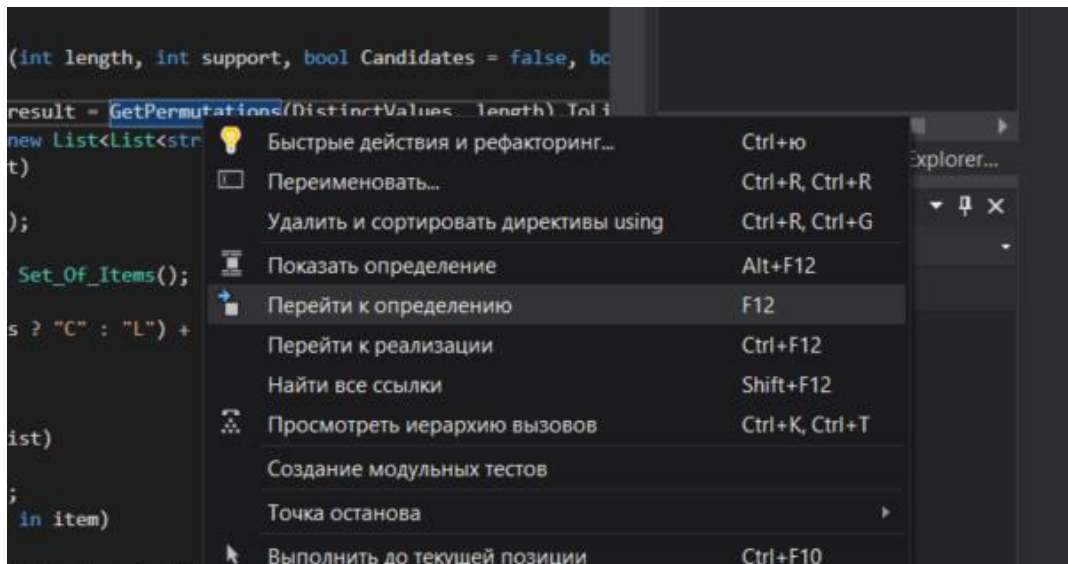 (int length, int support, bool Candidates = false, bo
result = GetPermutations(DistinctValues, length).ToLi
new List<List<str
t)
);
Set_Of_Items();
s ? "C" : "L") +
ist)
;
in item)
Быстрые действия и рефакторинг... Ctrl+ю
Переименовать... Ctrl+R, Ctrl+R
Удалить и сортировать директивы using Ctrl+R, Ctrl+G
Показать определение Alt+F12
Перейти к определению F12
Перейти к реализации Ctrl+F12
Найти все ссылки Shift+F12
Просмотреть иерархию вызовов Ctrl+K, Ctrl+T
Создание модульных тестов
Точка останова
Выполнить до текущей позиции Ctrl+F10
Explorer...